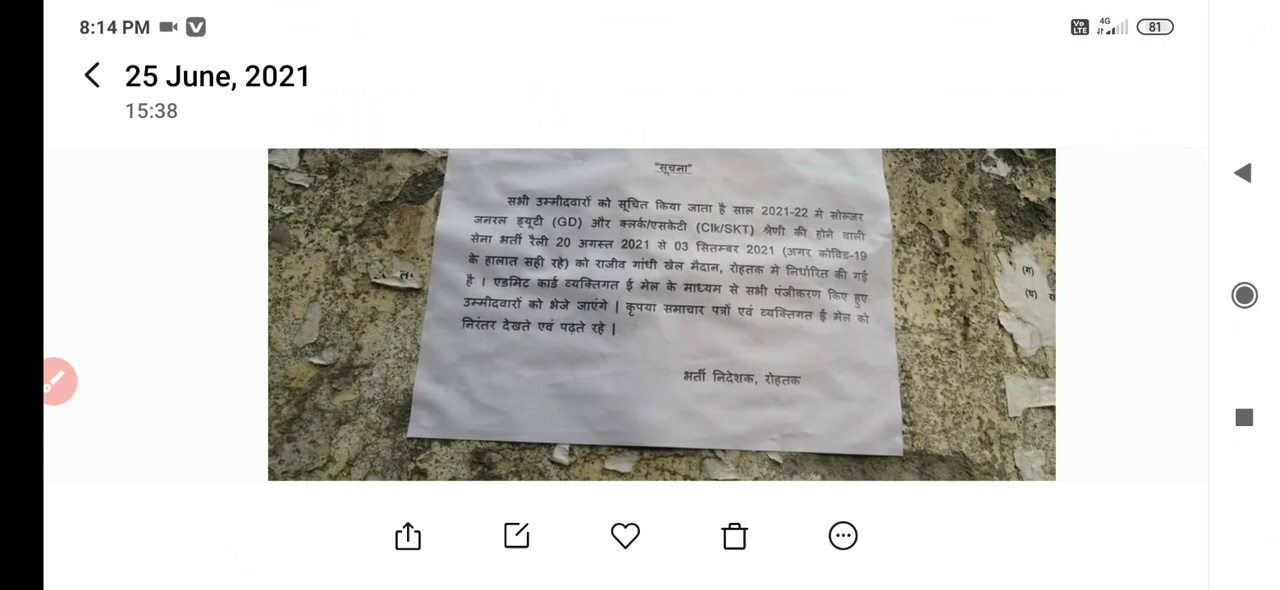 8:14 PM
Vo LTE 4G 81
25 June, 2021
15:38
"सूचना"
सभी उम्मीदवारों को सूचित किया जाता है साल 2021-22 मे सोल्जर
जनरल ड्यूटी (GD) और क्लर्क/एसकेटी (Clk/SKT) श्रेणी की होने वाली
सेना भर्ती रैली 20 अगस्त 2021 से 03 सितम्बर 2021 (अगर कोविड-19
के हालात सही रहे) को राजीव गांधी खेल मैदान, रोहतक मे निर्धारित की गई
है । एडमिट कार्ड व्यक्तिगत ई मेल के माध्यम से सभी पंजीकरण किए हुए
उम्मीदवारों को भेजे जाएंगे | कृपया समाचार पत्रों एवं व्यक्तिगत ई मेल को
निरंतर देखते एवं पढ़ते रहे |
भर्ती निदेशक, रोहतक
(ग)
(घ)